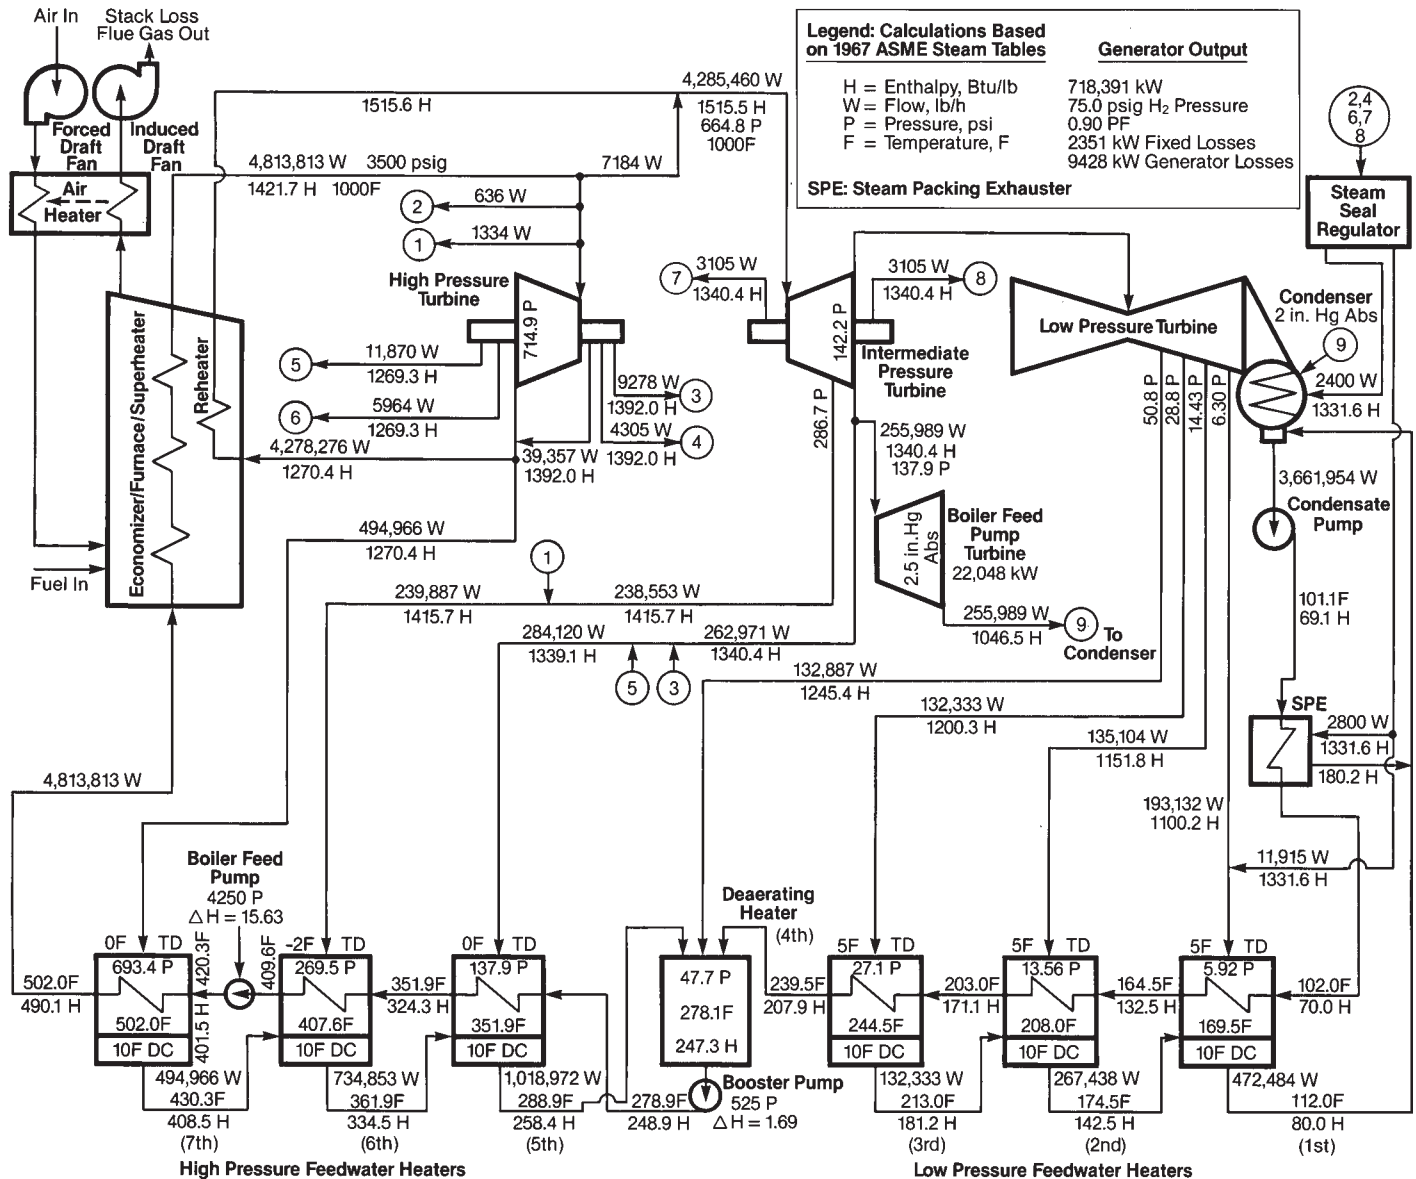 Air In
Stack Loss
Flue Gas Out
Forced
Draft
Fan
Induced
Draft
Fan
Air
Heater
1515.6 H
4,285,460 W
1515.5 H
664.8 P
1000F
Legend: Calculations Based
on 1967 ASME Steam Tables
H = Enthalpy, Btu/lb
W = Flow, lb/h
P = Pressure, psi
F = Temperature, F
SPE: Steam Packing Exhauster
Generator Output
718,391 kW
75.0 psig H₂ Pressure
0.90 PF
2351 kW Fixed Losses
9428 kW Generator Losses
2,4
6,7
8
Steam
Seal
Regulator
4,813,813 W 3500 psig
1421.7 H 1000F
7184 W
2
636 W
1
1334 W
High Pressure
Turbine
714.9 P
5
11,870 W
1269.3 H
6
5964 W
1269.3 H
9278 W
1392.0 H
3
4305 W
1392.0 H
4
39,357 W
1392.0 H
4,278,276 W
1270.4 H
494,966 W
1270.4 H
Economizer/Furnace/Superheater
Reheater
Fuel In
7
3105 W
1340.4 H
3105 W
1340.4 H
8
142.2 P
Intermediate
Pressure
Turbine
286.7 P
255,989 W
1340.4 H
137.9 P
2.5 in.Hg
Abs
Boiler Feed
Pump
Turbine
22,048 kW
255,989 W
1046.5 H
9
To
Condenser
Low Pressure Turbine
50.8 P
28.8 P
14.43 P
6.30 P
Condenser
2 in. Hg Abs
9
2400 W
1331.6 H
3,661,954 W
Condensate
Pump
101.1F
69.1 H
SPE
2800 W
1331.6 H
180.2 H
1
239,887 W
1415.7 H
238,553 W
1415.7 H
284,120 W
1339.1 H
262,971 W
1340.4 H
5
3
132,887 W
1245.4 H
132,333 W
1200.3 H
135,104 W
1151.8 H
193,132 W
1100.2 H
11,915 W
1331.6 H
4,813,813 W
Boiler Feed
Pump
4250 P
△H = 15.63
Deaerating
Heater
(4th)
502.0F
490.1 H
0F TD
693.4 P
502.0F
10F DC
420.3F
401.5 H
409.6F
-2F TD
269.5 P
407.6F
10F DC
351.9F
324.3 H
0F TD
137.9 P
351.9F
10F DC
47.7 P
278.1F
247.3 H
239.5F
207.9 H
5F TD
27.1 P
244.5F
10F DC
203.0F
171.1 H
5F TD
13.56 P
208.0F
10F DC
164.5F
132.5 H
5F TD
5.92 P
169.5F
10F DC
102.0F
70.0 H
494,966 W
430.3F
408.5 H
(7th)
734,853 W
361.9F
334.5 H
(6th)
1,018,972 W
288.9F
258.4 H
(5th)
278.9F
248.9 H
Booster Pump
525 P
△H = 1.69
132,333 W
213.0F
181.2 H
(3rd)
267,438 W
174.5F
142.5 H
(2nd)
472,484 W
112.0F
80.0 H
(1st)
High Pressure Feedwater Heaters
Low Pressure Feedwater Heaters